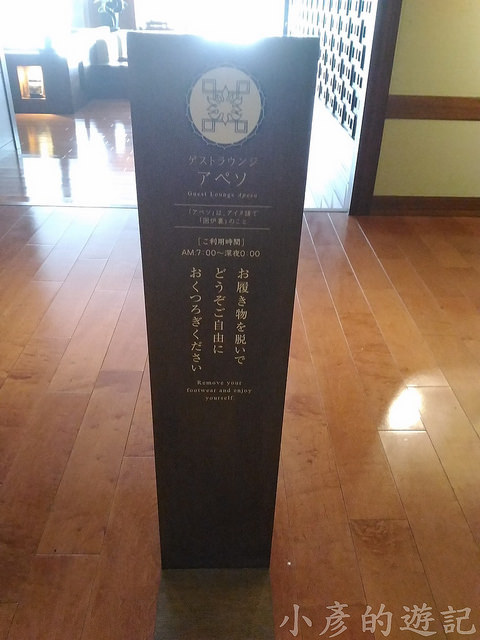 ゲストラウンジ
アペソ
Guest Lounge Apeso
「アペソ」は、アイヌ語で
「囲炉裏」のこと
［ご利用時間］
AM.7:00～深夜0:00
お履き物を脱いで
どうぞご自由に
おくつろぎください
Remove your
footwear and enjoy
yourself.
小彥的遊記